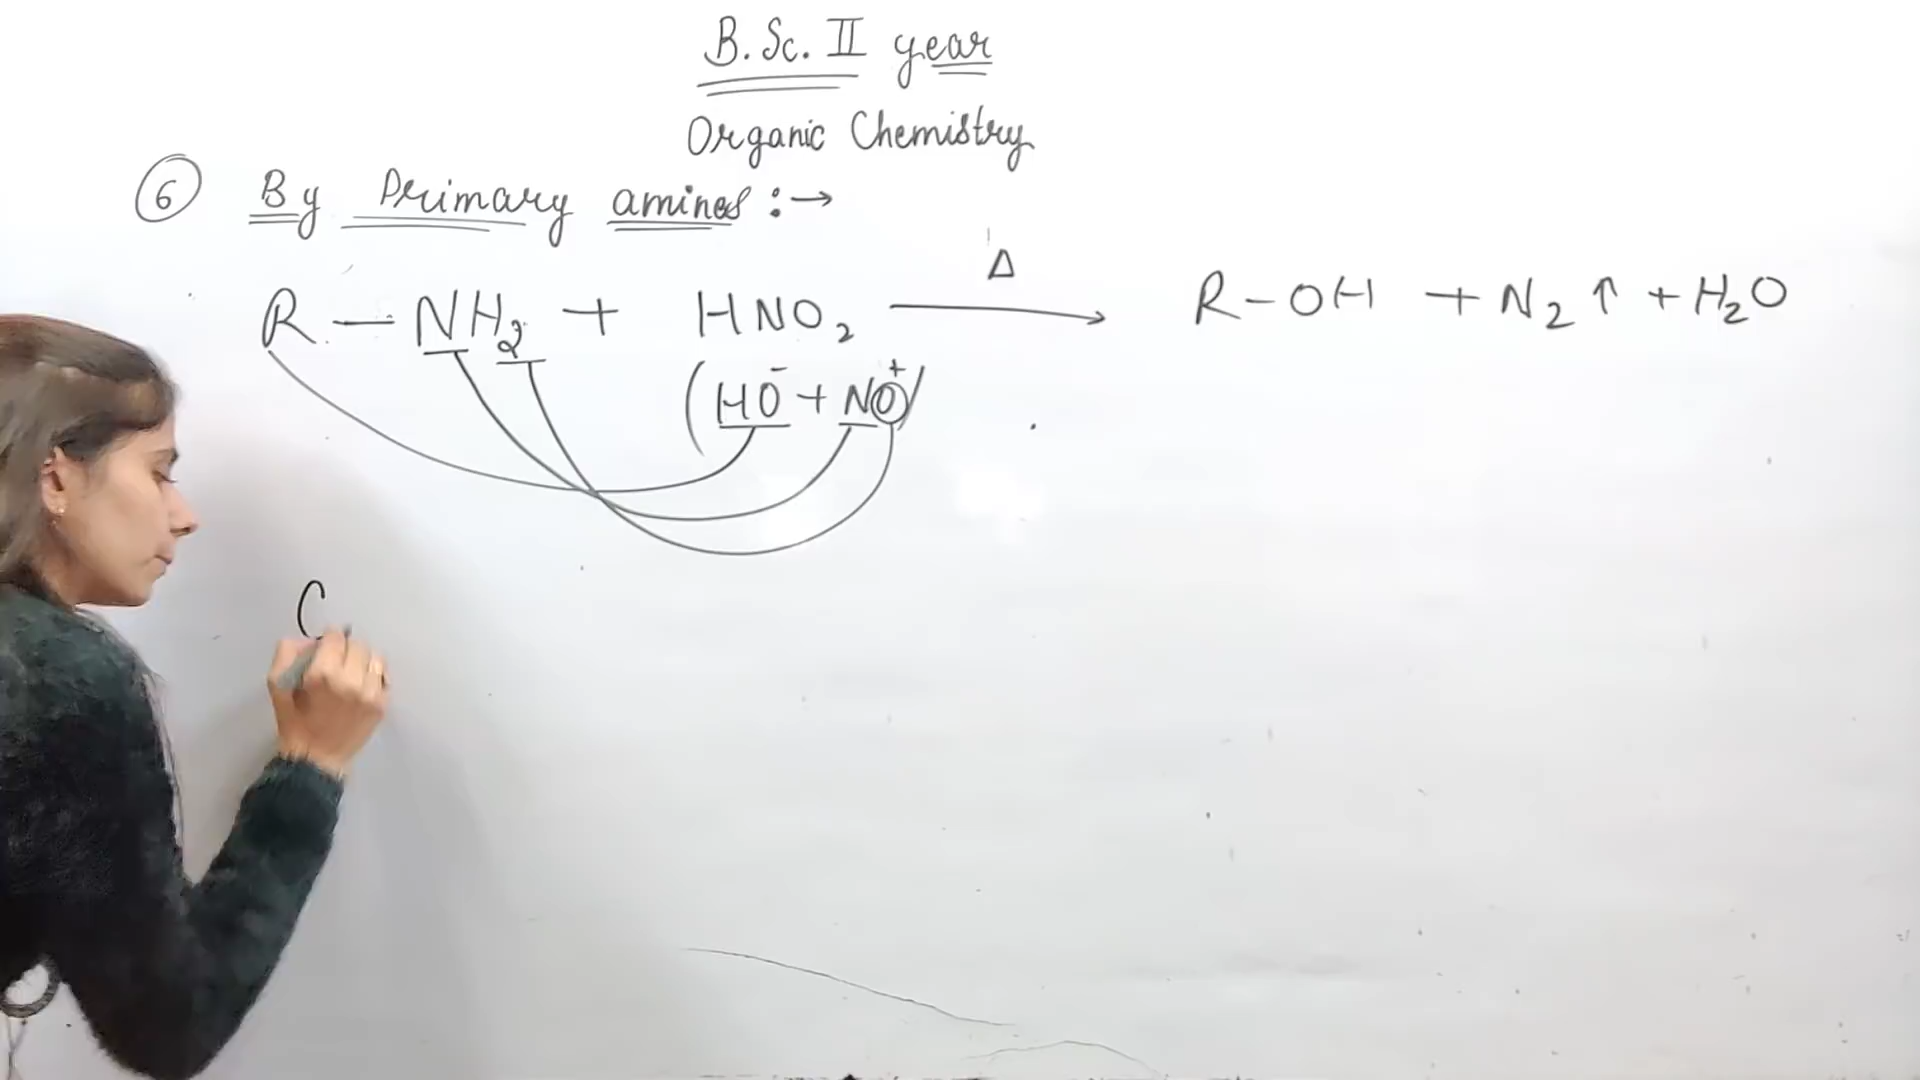 B.Sc. II year
Organic Chemistry
⑥ By Primary amines :→
Δ
R — NH₂ + HNO₂ ⟶ R-OH + N₂ ↑ + H₂O
(HO⁻ + NO⁺)
C